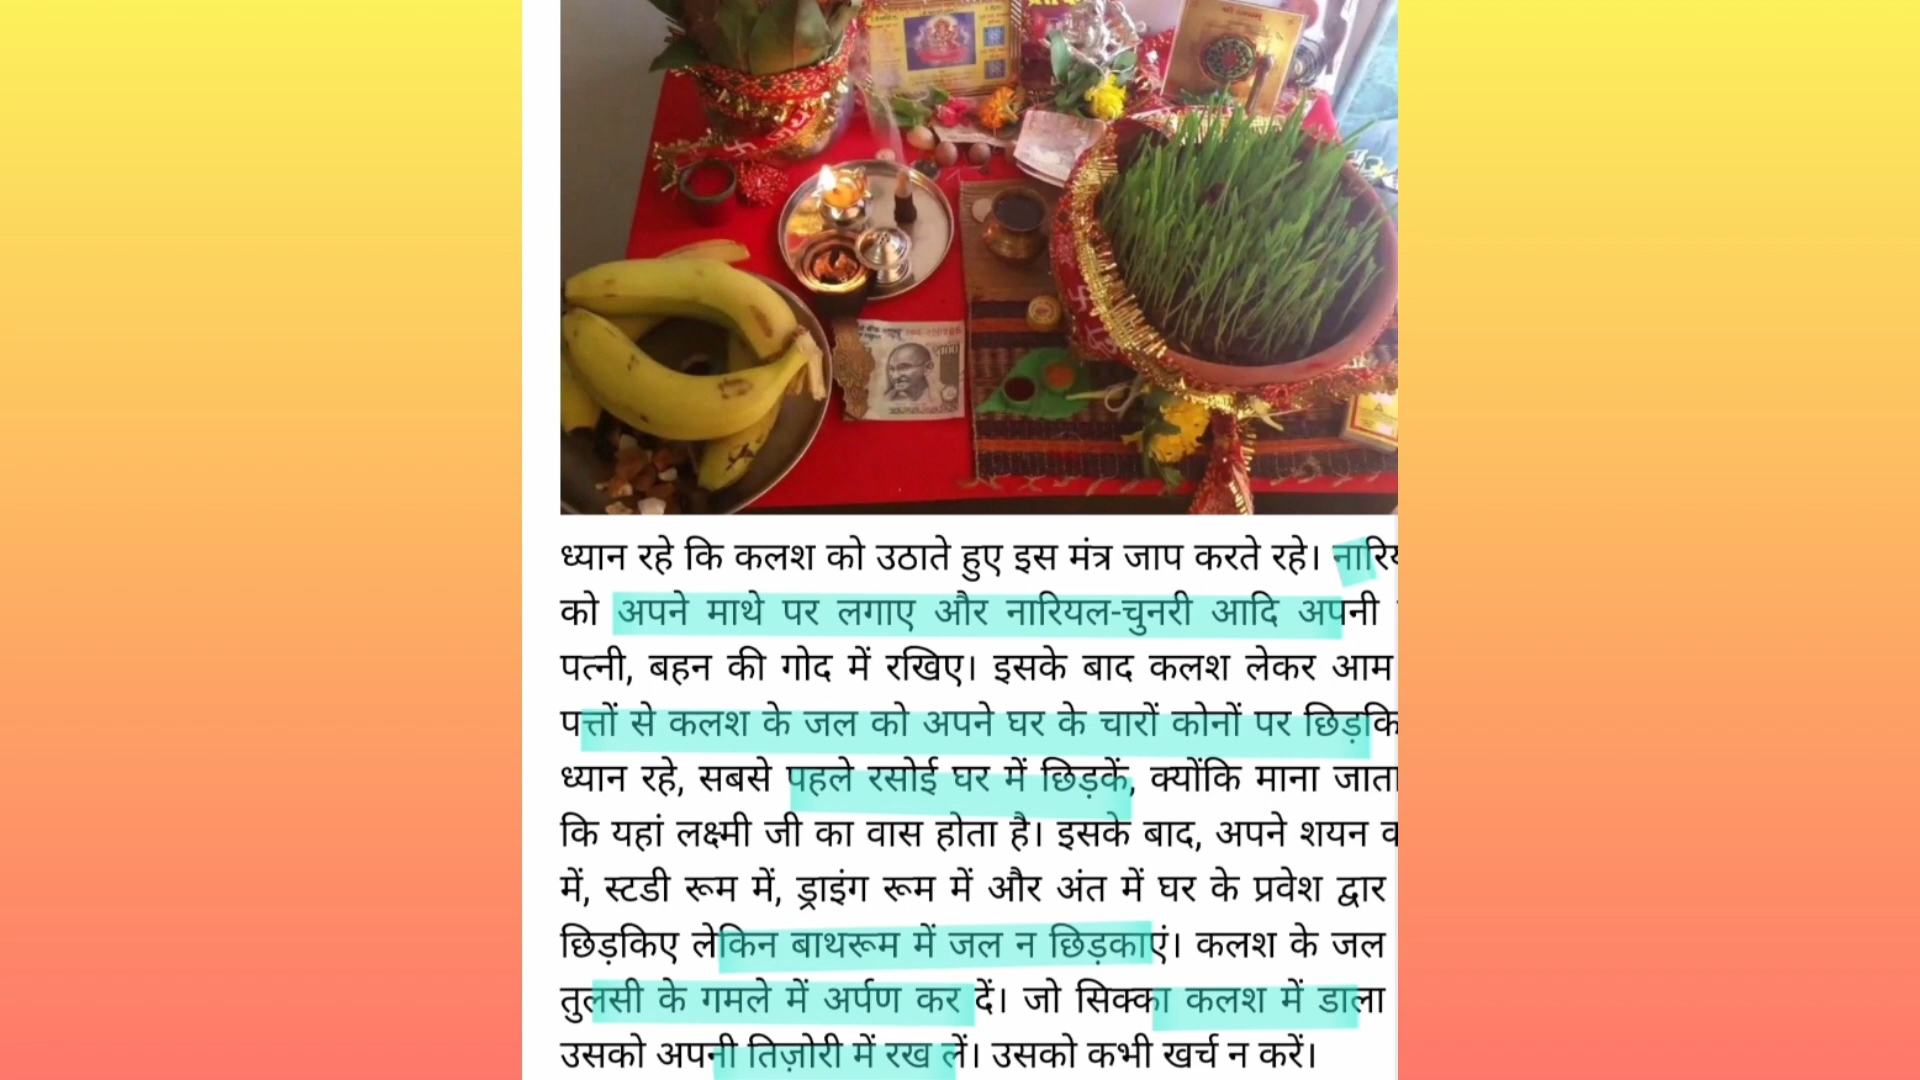 ध्यान रहे कि कलश को उठाते हुए इस मंत्र जाप करते रहे।
को अपने माथे पर लगाए और नारियल-चुनरी आदि अपनी
पत्नी, बहन की गोद में रखिए। इसके बाद कलश लेकर आम
पत्तों से कलश के जल को अपने घर के चारों कोनों पर
ध्यान रहे, सबसे पहले रसोई घर में छिड़कें, क्योंकि माना जाता
कि यहां लक्ष्मी जी का वास होता है। इसके बाद, अपने शयन
में, स्टडी रूम में, ड्राइंग रूम में और अंत में घर के प्रवेश द्वार
छिड़किए लेकिन बाथरूम में जल न छिड़काएं। कलश के जल
तुलसी के गमले में अर्पण कर दें। जो सिक्का कलश में डाला
उसको अपनी तिज़ोरी में रख लें। उसको कभी खर्च न करें।